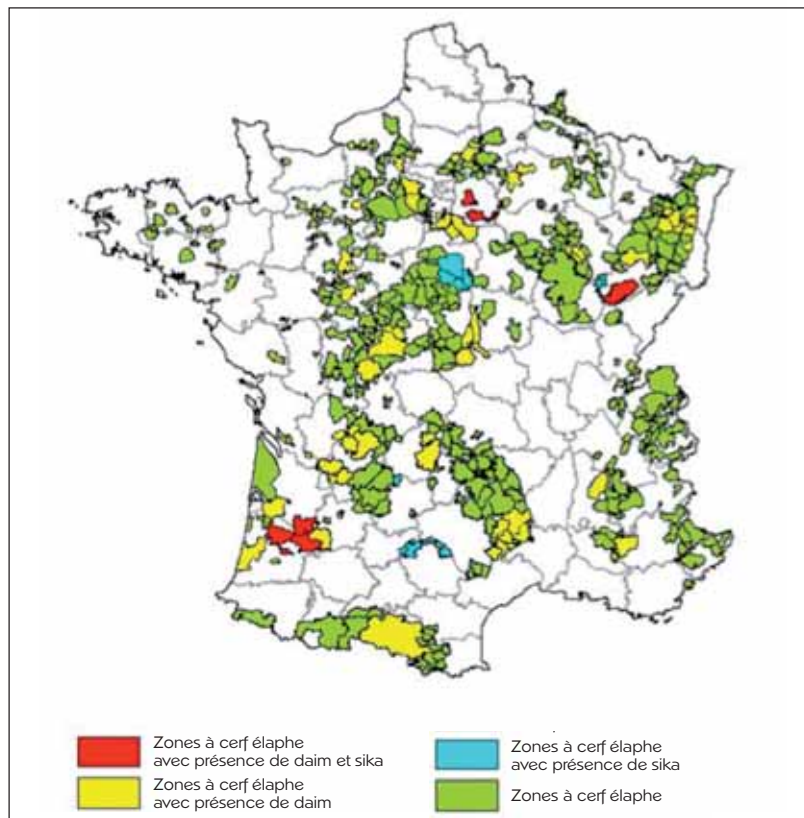 Zones à cerf élaphe
avec présence de daim et sika
Zones à cerf élaphe
avec présence de daim
Zones à cerf élaphe
avec présence de sika
Zones à cerf élaphe